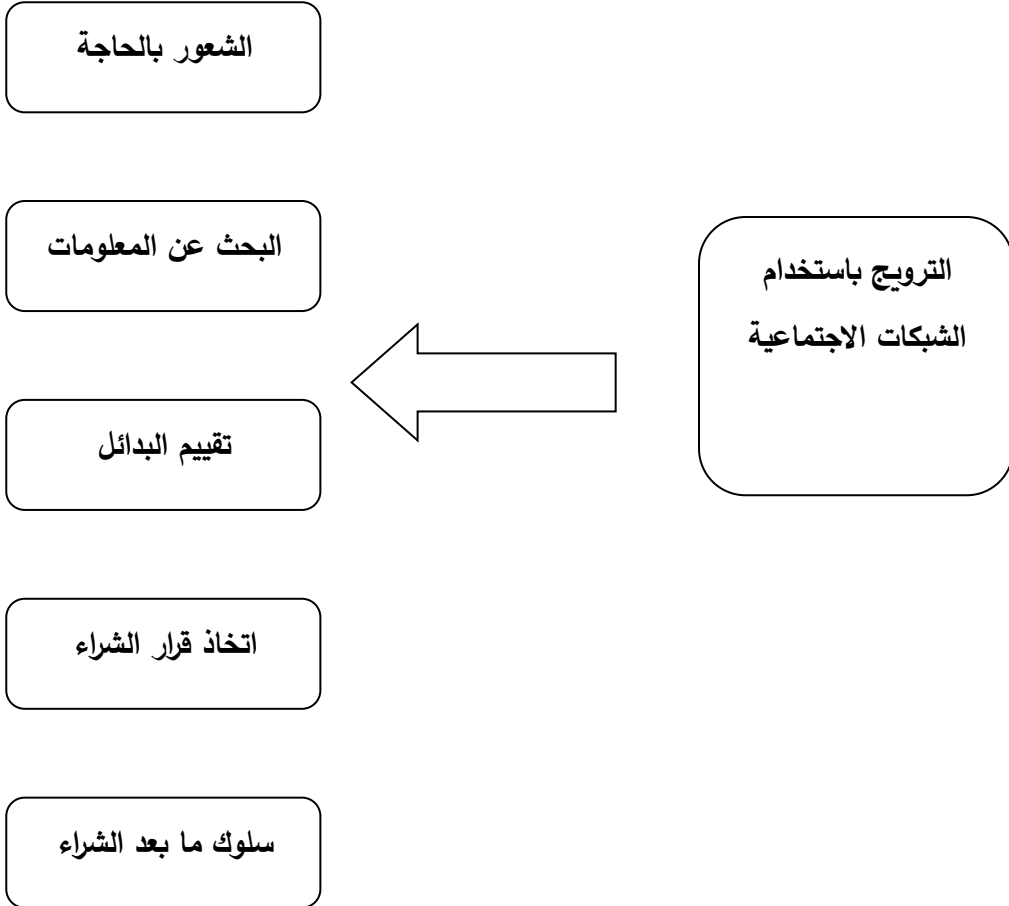 الشعور بالحاجة
البحث عن المعلومات
الترويج باستخدام
الشبكات الاجتماعية
تقييم البدائل
اتخاذ قرار الشراء
سلوك ما بعد الشراء